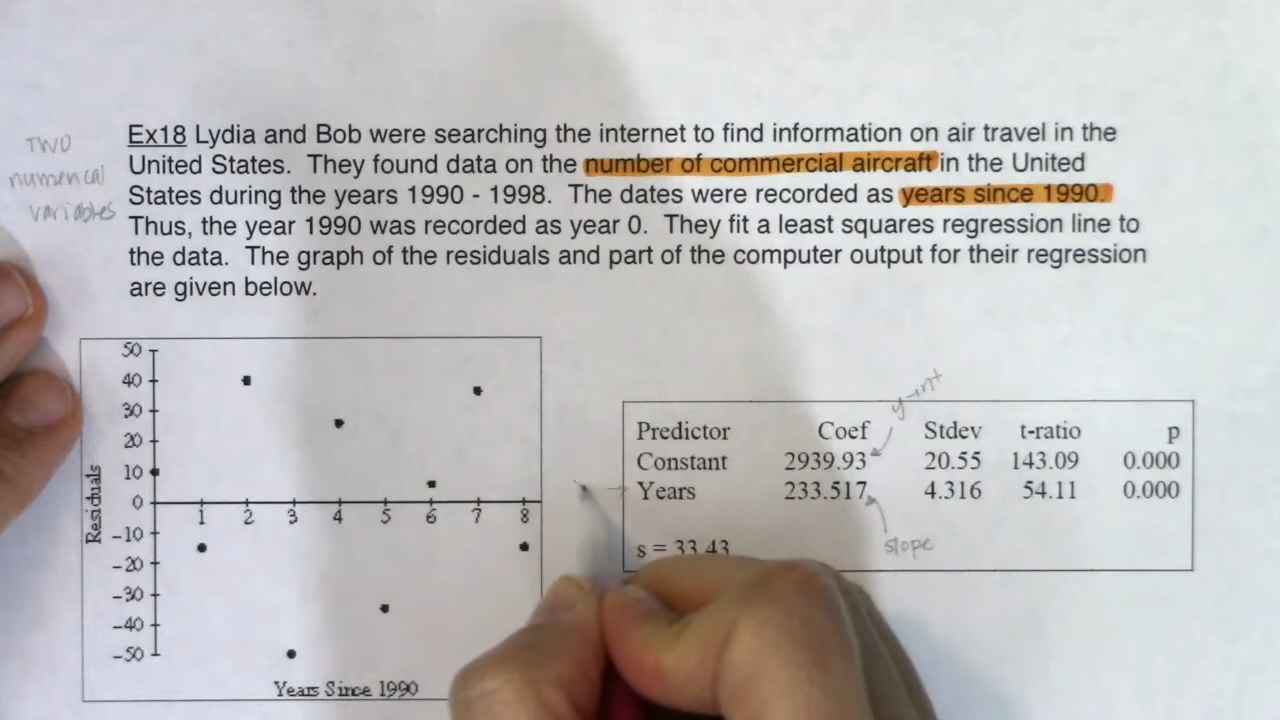 TWO
numerical
variables
Ex18 Lydia and Bob were searching the internet to find information on air travel in the
United States. They found data on the number of commercial aircraft in the United
States during the years 1990 - 1998. The dates were recorded as years since 1990.
Thus, the year 1990 was recorded as year 0. They fit a least squares regression line to
the data. The graph of the residuals and part of the computer output for their regression
are given below.
50
40
30
20
10
0
-10
-20
-30
-40
-50
Residuals
1 2 3 4 5 6 7 8
Years Since 1990
y-int
Predictor Coef Stdev t-ratio p
Constant 2939.93 20.55 143.09 0.000
Years 233.517 4.316 54.11 0.000
slope
s = 33.43